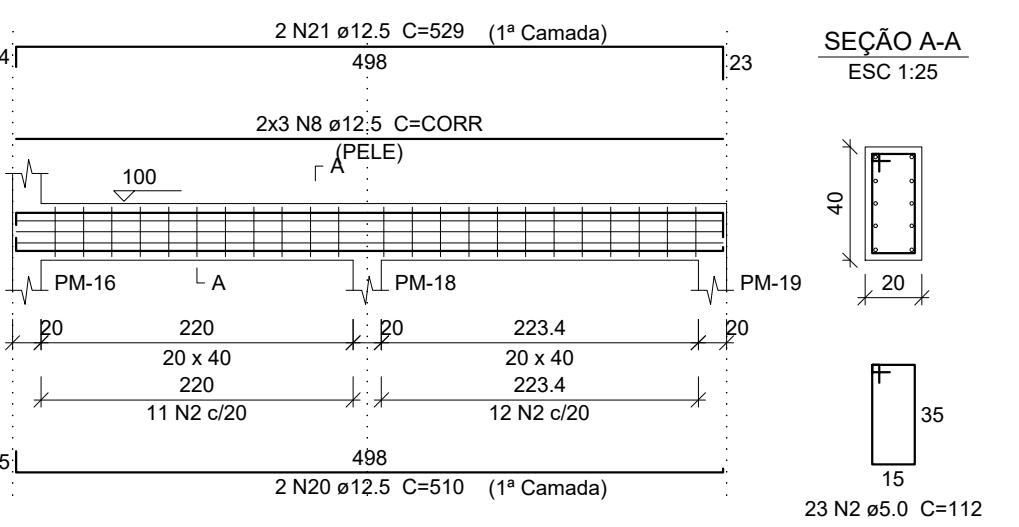 2 N21 ø12.5 C=529 (1ª Camada)
4
498
23
SEÇÃO A-A
ESC 1:25
2x3 N8 ø12.5 C=CORR
(PELE)
A
100
40
20
PM-16
A
PM-18
PM-19
20
220
20
223.4
20
20 x 40
20 x 40
220
223.4
11 N2 c/20
12 N2 c/20
35
15
23 N2 ø5.0 C=112
5
498
2 N20 ø12.5 C=510 (1ª Camada)